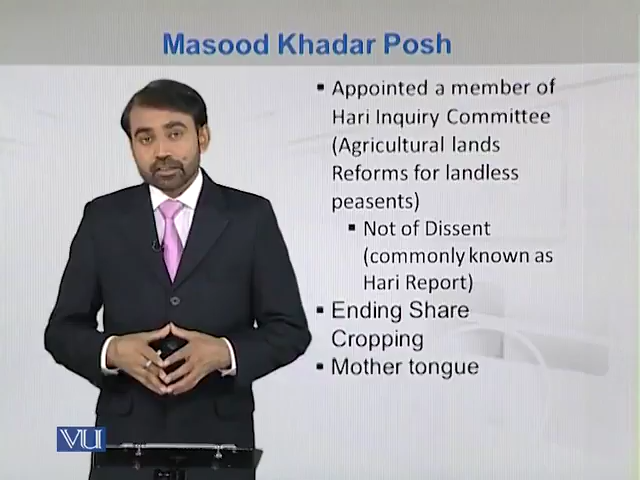 Masood Khadar Posh
▪ Appointed a member of
Hari Inquiry Committee
(Agricultural lands
Reforms for landless
peasents)
▪ Not of Dissent
(commonly known as
Hari Report)
▪ Ending Share
Cropping
▪ Mother tongue
VU